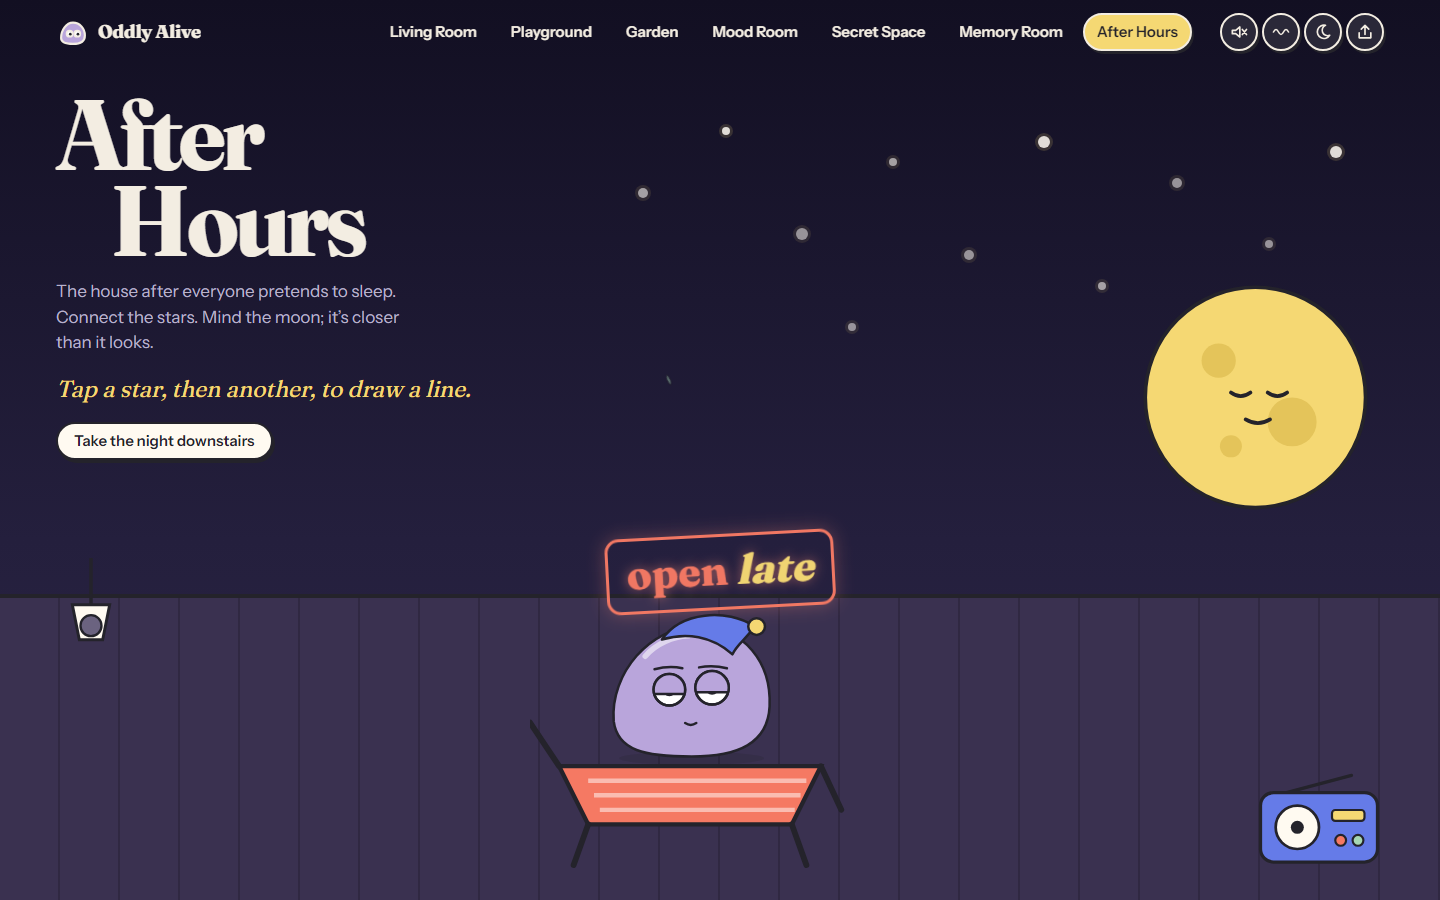 Oddly Alive
Living Room
Playground
Garden
Mood Room
Secret Space
Memory Room
After Hours
After
Hours
The house after everyone pretends to sleep.
Connect the stars. Mind the moon; it’s closer
than it looks.
Tap a star, then another, to draw a line.
Take the night downstairs
open late